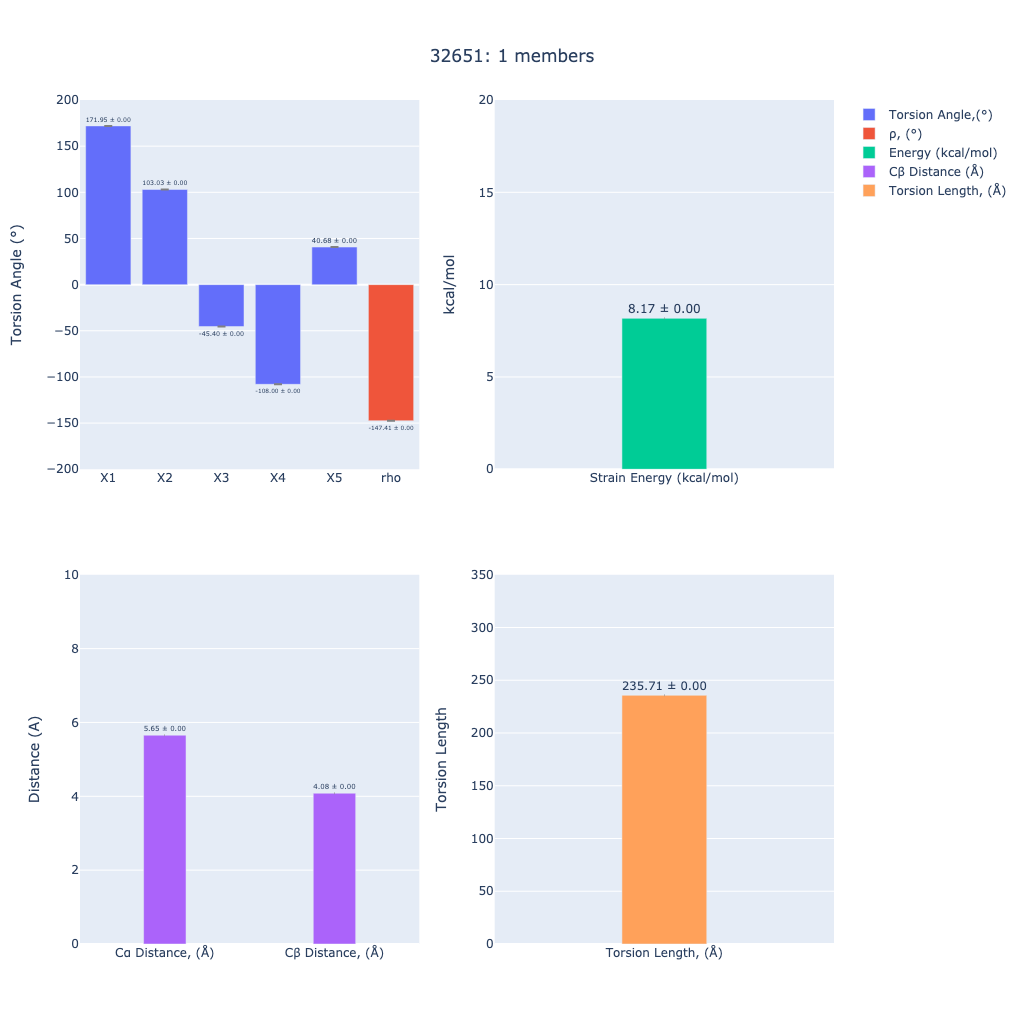 32651: 1 members
Torsion Angle (°)
200
150
100
50
0
−50
−100
−150
−200
171.95 ± 0.00
103.03 ± 0.00
-45.40 ± 0.00
-108.00 ± 0.00
40.68 ± 0.00
-147.41 ± 0.00
X1 X2 X3 X4 X5 rho
kcal/mol
20
15
10
5
0
8.17 ± 0.00
Strain Energy (kcal/mol)
Torsion Angle,(°)
ρ, (°)
Energy (kcal/mol)
Cβ Distance (Å)
Torsion Length, (Å)
Distance (A)
10
8
6
4
2
0
5.65 ± 0.00
4.08 ± 0.00
Cα Distance, (Å) Cβ Distance, (Å)
Torsion Length
350
300
250
200
150
100
50
0
235.71 ± 0.00
Torsion Length, (Å)